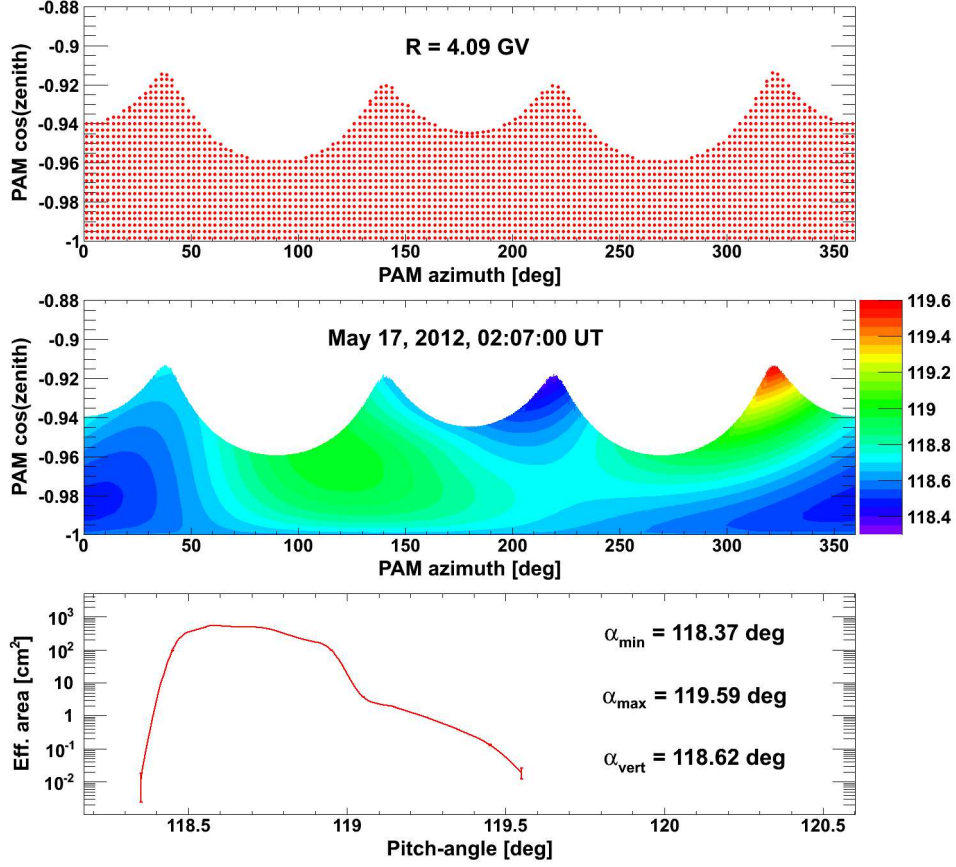 -0.88
-0.9
-0.92
-0.94
-0.96
-0.98
-1
PAM cos(zenith)
R = 4.09 GV
0 50 100 150 200 250 300 350
PAM azimuth [deg]
-0.88
-0.9
-0.92
-0.94
-0.96
-0.98
-1
PAM cos(zenith)
May 17, 2012, 02:07:00 UT
0 50 100 150 200 250 300 350
PAM azimuth [deg]
119.6
119.4
119.2
119
118.8
118.6
118.4
10³
10²
10
1
10⁻¹
10⁻²
Eff. area [cm²]
α_min = 118.37 deg
α_max = 119.59 deg
α_vert = 118.62 deg
118.5 119 119.5 120 120.5
Pitch-angle [deg]